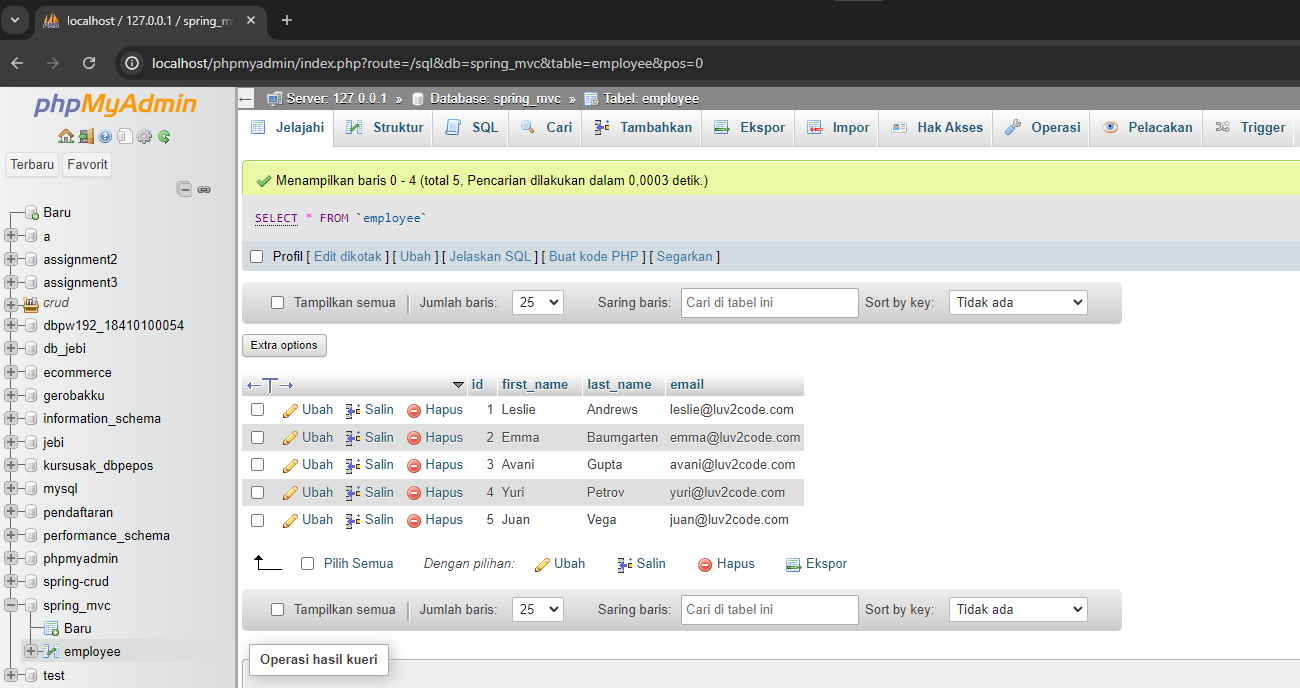 localhost / 127.0.0.1 / spring_m
localhost/phpmyadmin/index.php?route=/sql&db=spring_mvc&table=employee&pos=0
phpMyAdmin
Terbaru Favorit
Baru
a
assignment2
assignment3
crud
dbpw192_18410100054
db_jebi
ecommerce
gerobakku
information_schema
jebi
kursusak_dbpepos
mysql
pendaftaran
performance_schema
phpmyadmin
spring-crud
spring_mvc
Baru
employee
test
Server: 127.0.0.1 » Database: spring_mvc » Tabel: employee
Jelajahi Struktur SQL Cari Tambahkan Ekspor Impor Hak Akses Operasi Pelacakan Trigger
Menampilkan baris 0 - 4 (total 5, Pencarian dilakukan dalam 0,0003 detik.)
SELECT * FROM `employee`
Profil [ Edit dikotak ] [ Ubah ] [ Jelaskan SQL ] [ Buat kode PHP ] [ Segarkan ]
Tampilkan semua Jumlah baris: 25 Saring baris: Cari di tabel ini Sort by key: Tidak ada
Extra options
id first_name last_name email
Ubah Salin Hapus 1 Leslie Andrews leslie@luv2code.com
Ubah Salin Hapus 2 Emma Baumgarten emma@luv2code.com
Ubah Salin Hapus 3 Avani Gupta avani@luv2code.com
Ubah Salin Hapus 4 Yuri Petrov yuri@luv2code.com
Ubah Salin Hapus 5 Juan Vega juan@luv2code.com
Pilih Semua Dengan pilihan: Ubah Salin Hapus Ekspor
Tampilkan semua Jumlah baris: 25 Saring baris: Cari di tabel ini Sort by key: Tidak ada
Operasi hasil kueri